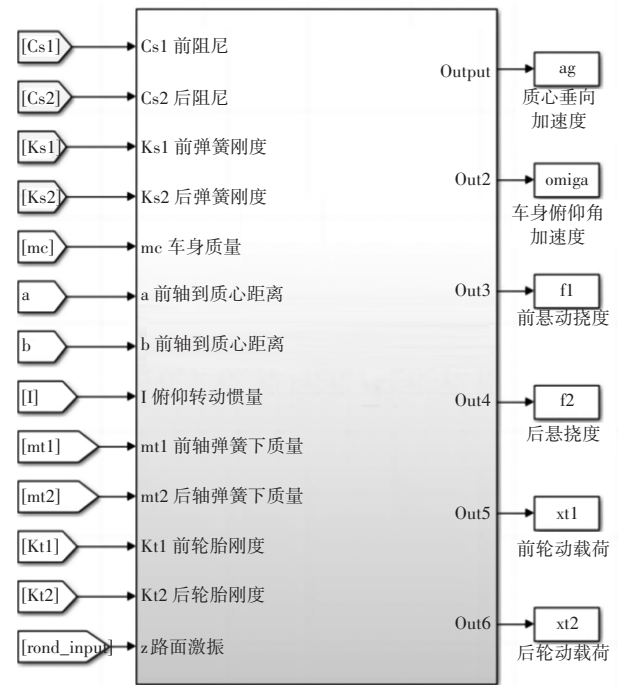 [Cs1] Cs1 前阻尼
[Cs2] Cs2 后阻尼
[Ks1] Ks1 前弹簧刚度
[Ks2] Ks2 后弹簧刚度
[mc] mc 车身质量
a a 前轴到质心距离
b b 前轴到质心距离
[I] I 俯仰转动惯量
[mt1] mt1 前轴弹簧下质量
[mt2] mt2 后轴弹簧下质量
[Kt1] Kt1 前轮胎刚度
[Kt2] Kt2 后轮胎刚度
[rond_input] z 路面激振
Output ag
质心垂向
加速度
Out2 omiga
车身俯仰角
加速度
Out3 f1
前悬动挠度
Out4 f2
后悬挠度
Out5 xt1
前轮动载荷
Out6 xt2
后轮动载荷